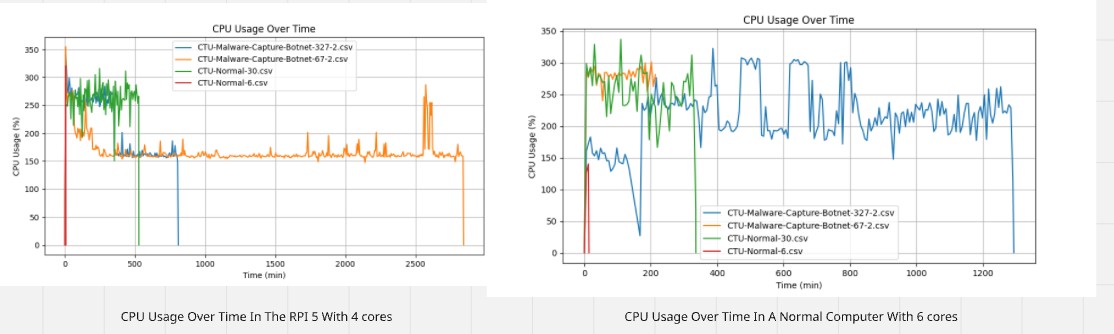 CPU Usage Over Time
CPU Usage (%)
350
300
250
200
150
100
50
0
CTU-Malware-Capture-Botnet-327-2.csv
CTU-Malware-Capture-Botnet-67-2.csv
CTU-Normal-30.csv
CTU-Normal-6.csv
0 500 1000 1500 2000 2500
Time (min)
CPU Usage Over Time In The RPI 5 With 4 cores
CPU Usage Over Time
CPU Usage (%)
350
300
250
200
150
100
50
0
CTU-Malware-Capture-Botnet-327-2.csv
CTU-Malware-Capture-Botnet-67-2.csv
CTU-Normal-30.csv
CTU-Normal-6.csv
0 200 400 600 800 1000 1200
Time (min)
CPU Usage Over Time In A Normal Computer With 6 cores